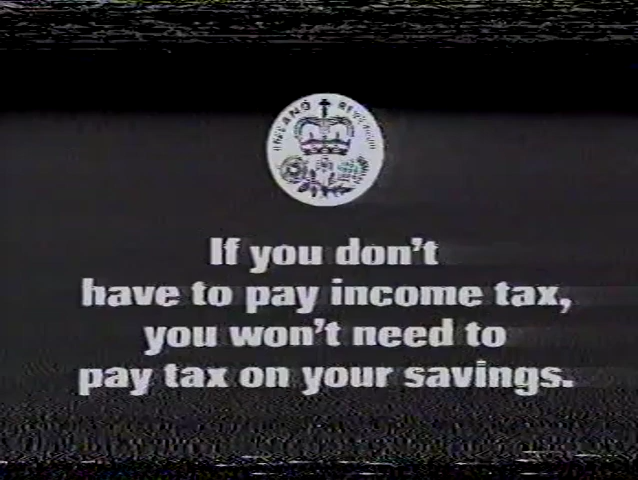 INLAND REVENUE
If you don't
have to pay income tax,
you won't need to
pay tax on your savings.